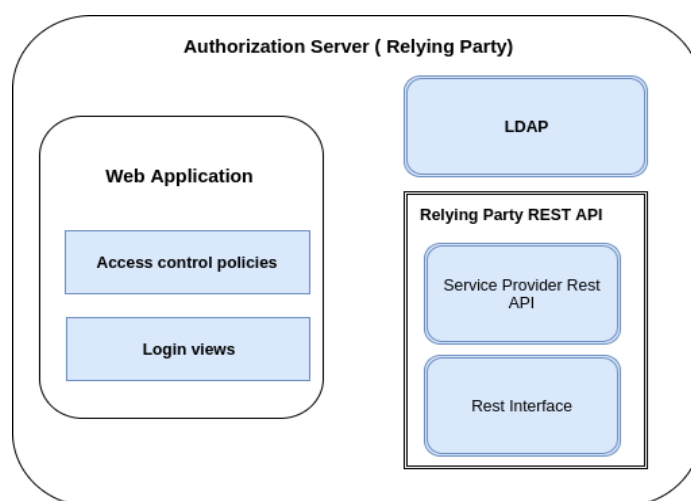 Authorization Server ( Relying Party)
LDAP
Web Application
Access control policies
Login views
Relying Party REST API
Service Provider Rest
API
Rest Interface